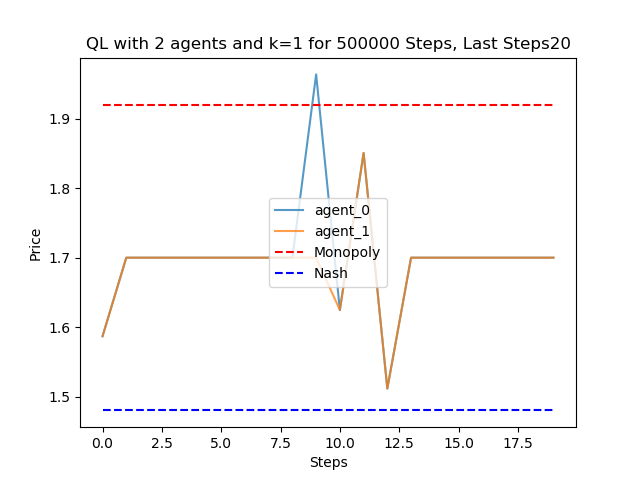 QL with 2 agents and k=1 for 500000 Steps, Last Steps20
Price
1.9
1.8
1.7
1.6
1.5
agent_0
agent_1
Monopoly
Nash
0.0 2.5 5.0 7.5 10.0 12.5 15.0 17.5
Steps